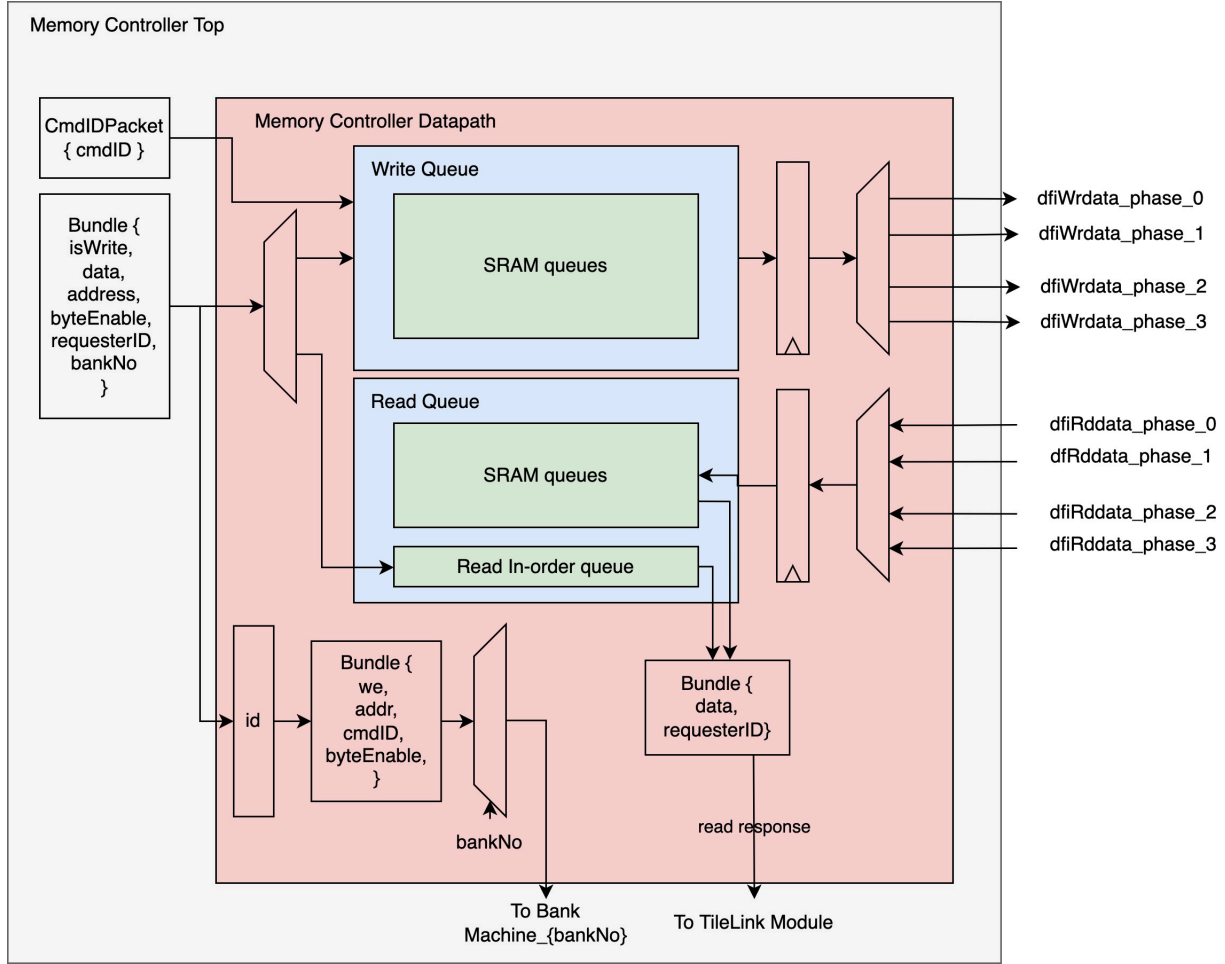 Memory Controller Top
CmdIDPacket
{ cmdID }
Memory Controller Datapath
Bundle {
isWrite,
data,
address,
byteEnable,
requesterID,
bankNo
}
Write Queue
SRAM queues
dfiWrdata_phase_0
dfiWrdata_phase_1
dfiWrdata_phase_2
dfiWrdata_phase_3
Read Queue
SRAM queues
Read In-order queue
dfiRddata_phase_0
dfRddata_phase_1
dfiRddata_phase_2
dfiRddata_phase_3
id
Bundle {
we,
addr,
cmdID,
byteEnable,
}
bankNo
Bundle {
data,
requesterID}
read response
To Bank
Machine_{bankNo}
To TileLink Module